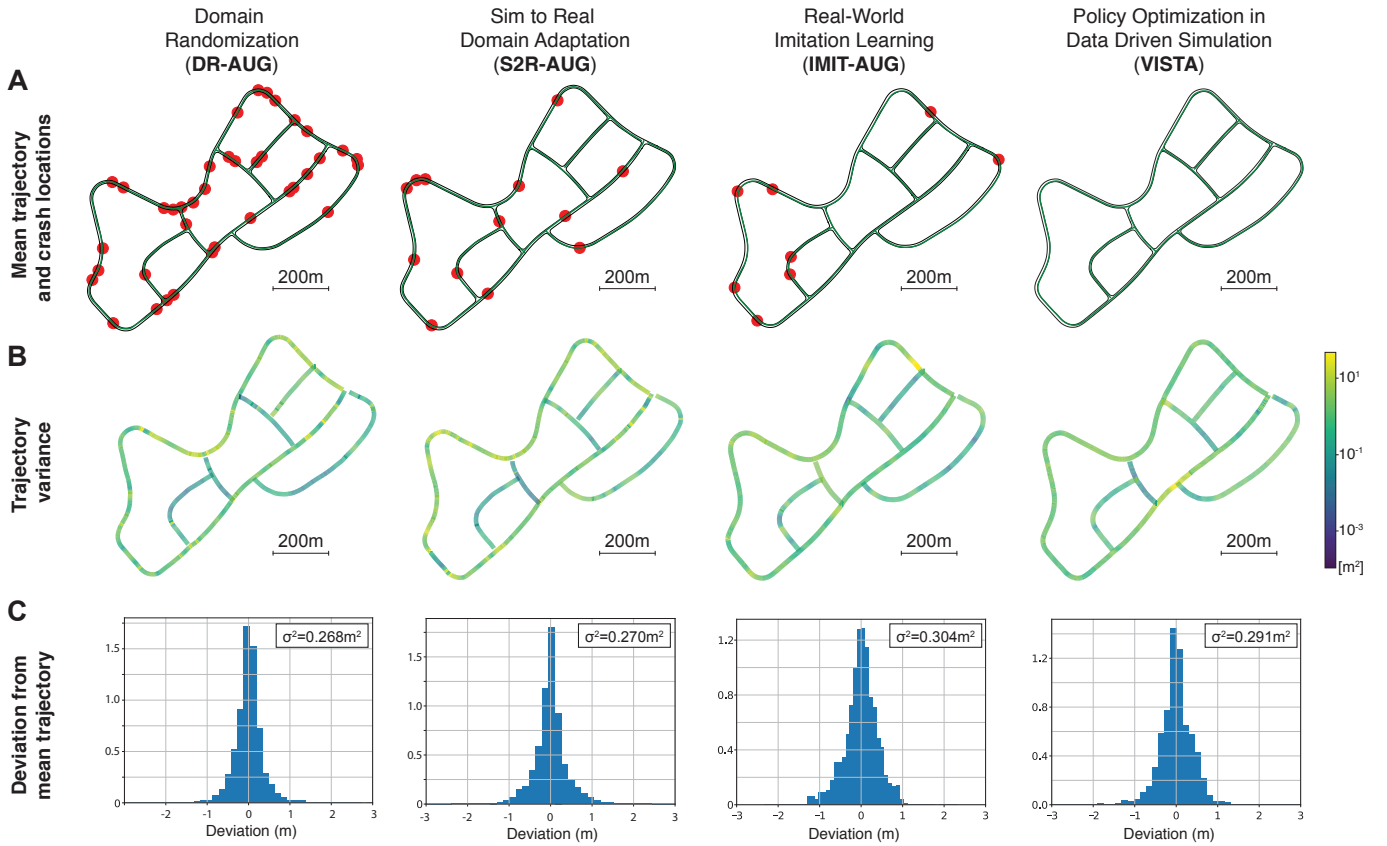 Domain
Randomization
(DR-AUG)
Sim to Real
Domain Adaptation
(S2R-AUG)
Real-World
Imitation Learning
(IMIT-AUG)
Policy Optimization in
Data Driven Simulation
(VISTA)
A
Mean trajectory
and crash locations
200m
200m
200m
200m
B
Trajectory
variance
200m
200m
200m
200m
10¹
10⁻¹
10⁻³
[m²]
C
Deviation from
mean trajectory
σ²=0.268m²
1.5
1.0
0.5
0
-2 -1 0 1 2 3
Deviation (m)
σ²=0.270m²
1.5
1.0
0.5
0
-3 -2 -1 0 1 2 3
Deviation (m)
σ²=0.304m²
1.2
0.8
0.4
0
−3 −2 −1 0 1 2 3
Deviation (m)
σ²=0.291m²
1.2
0.8
0.4
0.0
−3 −2 −1 0 1 2 3
Deviation (m)